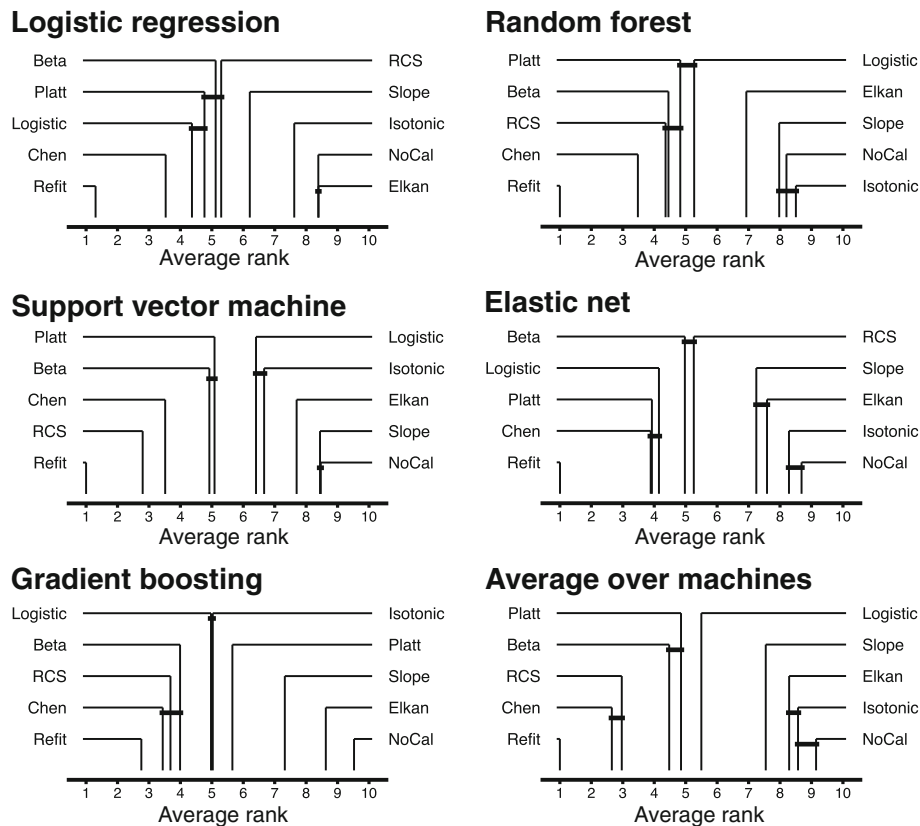 Logistic regression
Beta
RCS
Platt
Slope
Logistic
Isotonic
Chen
NoCal
Refit
Elkan
1 2 3 4 5 6 7 8 9 10
Average rank
Random forest
Platt
Logistic
Beta
Elkan
RCS
Slope
Chen
NoCal
Refit
Isotonic
1 2 3 4 5 6 7 8 9 10
Average rank
Support vector machine
Platt
Logistic
Beta
Isotonic
Chen
Elkan
RCS
Slope
Refit
NoCal
1 2 3 4 5 6 7 8 9 10
Average rank
Elastic net
Beta
RCS
Logistic
Slope
Platt
Elkan
Chen
Isotonic
Refit
NoCal
1 2 3 4 5 6 7 8 9 10
Average rank
Gradient boosting
Logistic
Isotonic
Beta
Platt
RCS
Slope
Chen
Elkan
Refit
NoCal
1 2 3 4 5 6 7 8 9 10
Average rank
Average over machines
Platt
Logistic
Beta
Slope
RCS
Elkan
Chen
Isotonic
Refit
NoCal
1 2 3 4 5 6 7 8 9 10
Average rank